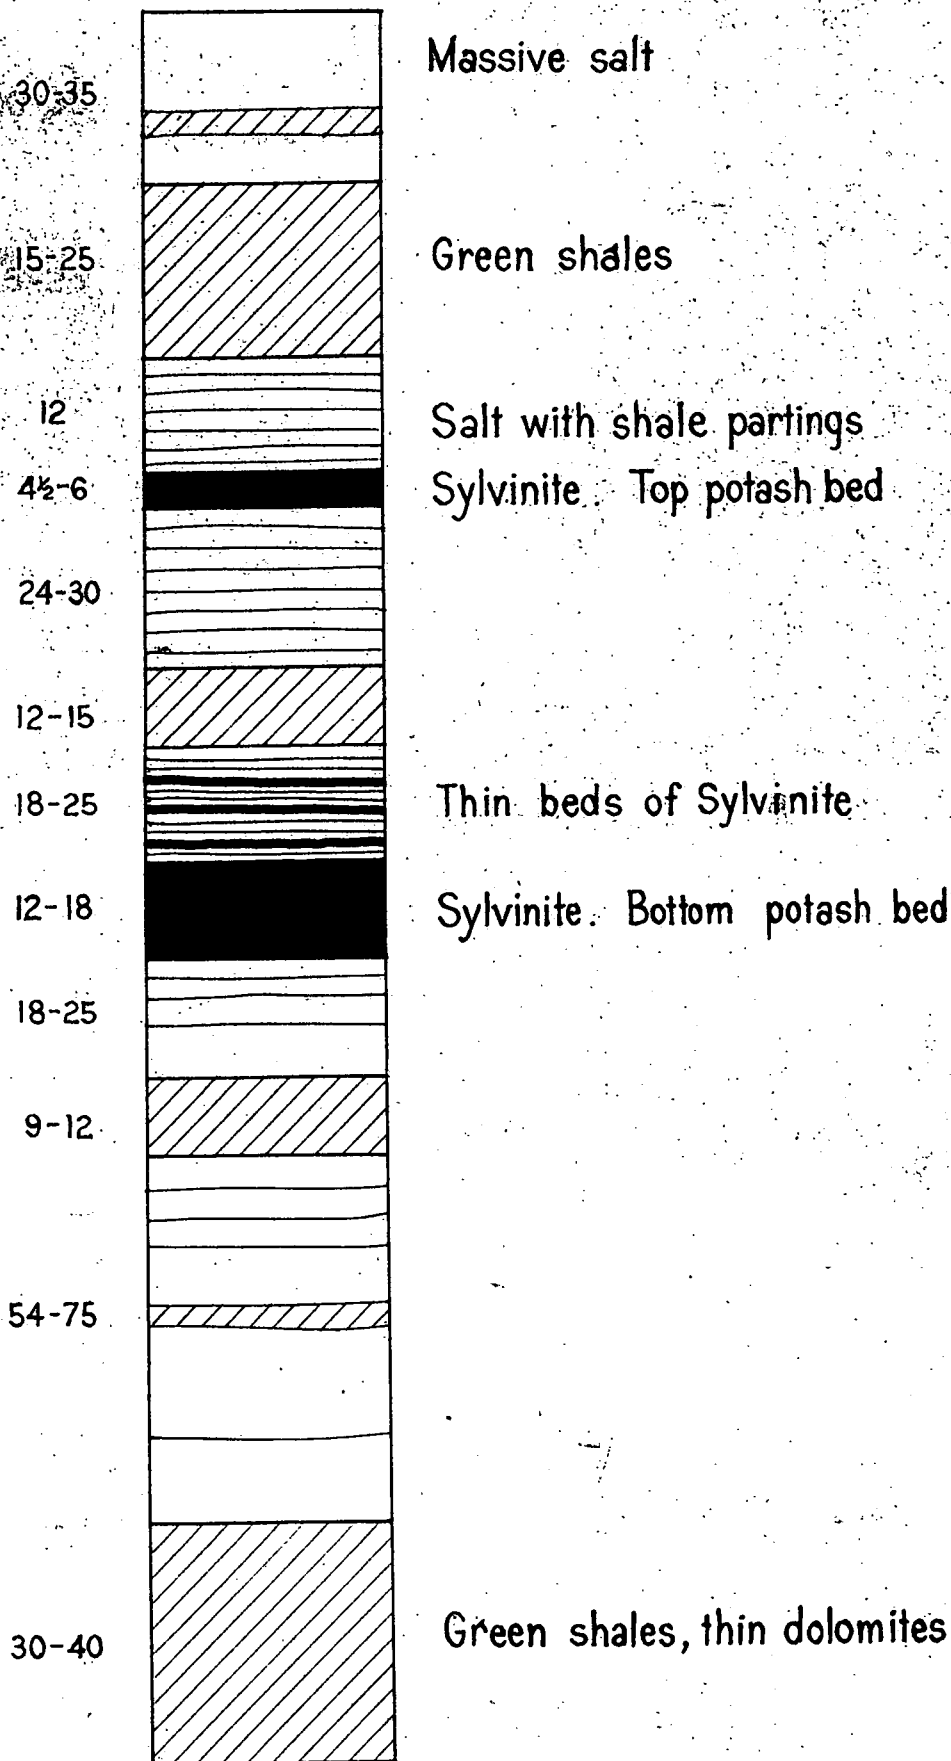 Massive salt
30-35
15-25 Green shales
12 Salt with shale partings
4½-6 Sylvinite. Top potash bed
24-30
12-15
18-25 Thin beds of Sylvinite
12-18 Sylvinite. Bottom potash bed
18-25
9-12
54-75
30-40 Green shales, thin dolomites